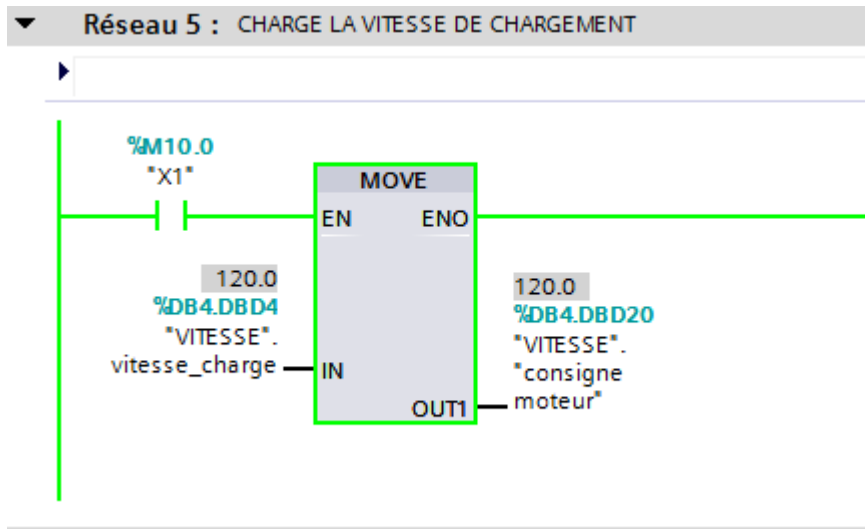 Réseau 5 : CHARGE LA VITESSE DE CHARGEMENT
%M10.0
"X1"
MOVE
EN ENO
120.0
%DB4.DBD4
"VITESSE".
vitesse_charge
IN
120.0
%DB4.DBD20
"VITESSE".
"consigne
moteur"
OUT1